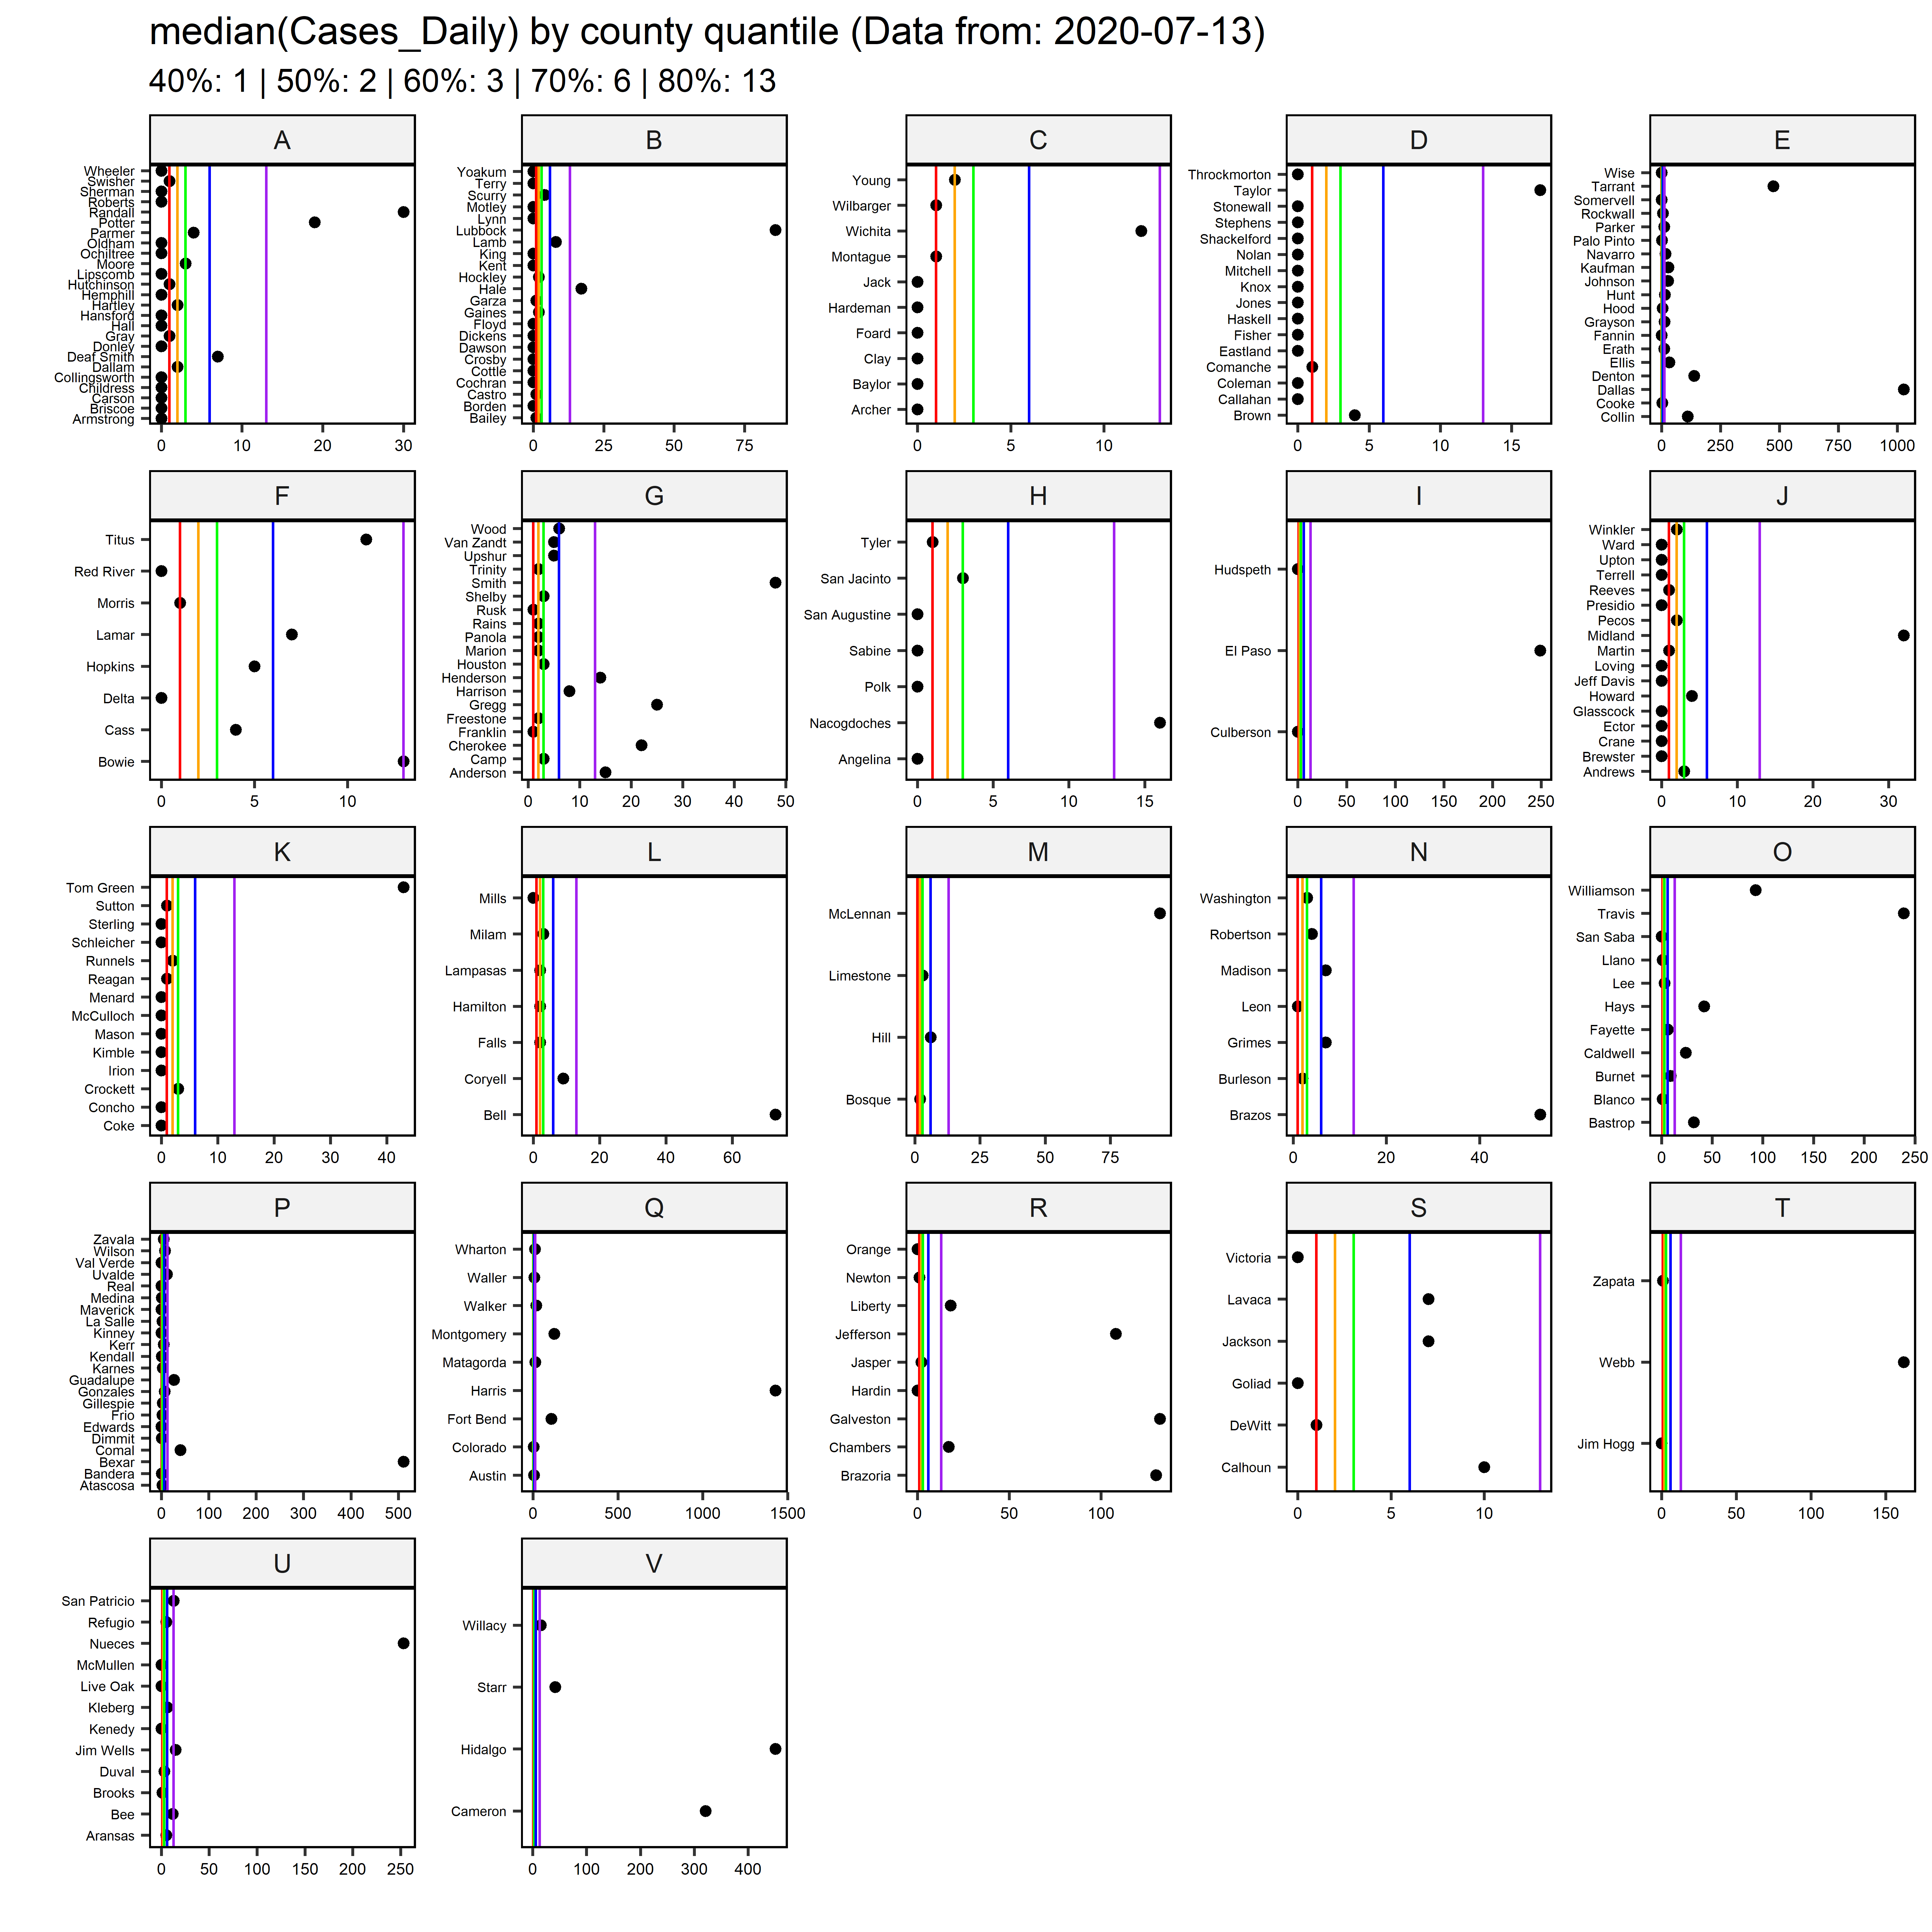 median(Cases_Daily) by county quantile (Data from: 2020-07-13)
40%: 1 | 50%: 2 | 60%: 3 | 70%: 6 | 80%: 13
A
Wheeler
Swisher
Sherman
Roberts
Randall
Potter
Parmer
Oldham
Ochiltree
Moore
Lipscomb
Hutchinson
Hemphill
Hartley
Hansford
Hall
Gray
Donley
Deaf Smith
Dallam
Collingsworth
Childress
Carson
Briscoe
Armstrong
0 10 20 30
B
Yoakum
Terry
Scurry
Motley
Lynn
Lubbock
Lamb
King
Kent
Hockley
Hale
Garza
Gaines
Floyd
Dickens
Dawson
Crosby
Cottle
Cochran
Castro
Borden
Bailey
0 25 50 75
C
Young
Wilbarger
Wichita
Montague
Jack
Hardeman
Foard
Clay
Baylor
Archer
0 5 10
D
Throckmorton
Taylor
Stonewall
Stephens
Shackelford
Nolan
Mitchell
Knox
Jones
Haskell
Fisher
Eastland
Comanche
Coleman
Callahan
Brown
0 5 10 15
E
Wise
Tarrant
Somervell
Rockwall
Parker
Palo Pinto
Navarro
Kaufman
Johnson
Hunt
Hood
Grayson
Fannin
Erath
Ellis
Denton
Dallas
Cooke
Collin
0 250 500 750 1000
F
Titus
Red River
Morris
Lamar
Hopkins
Delta
Cass
Bowie
0 5 10
G
Wood
Van Zandt
Upshur
Trinity
Smith
Shelby
Rusk
Rains
Panola
Marion
Houston
Henderson
Harrison
Gregg
Freestone
Franklin
Cherokee
Camp
Anderson
0 10 20 30 40 50
H
Tyler
San Jacinto
San Augustine
Sabine
Polk
Nacogdoches
Angelina
0 5 10 15
I
Hudspeth
El Paso
Culberson
0 50 100 150 200 250
J
Winkler
Ward
Upton
Terrell
Reeves
Presidio
Pecos
Midland
Martin
Loving
Jeff Davis
Howard
Glasscock
Ector
Crane
Brewster
Andrews
0 10 20 30
K
Tom Green
Sutton
Sterling
Schleicher
Runnels
Reagan
Menard
McCulloch
Mason
Kimble
Irion
Crockett
Concho
Coke
0 10 20 30 40
L
Mills
Milam
Lampasas
Hamilton
Falls
Coryell
Bell
0 20 40 60
M
McLennan
Limestone
Hill
Bosque
0 25 50 75
N
Washington
Robertson
Madison
Leon
Grimes
Burleson
Brazos
0 20 40
O
Williamson
Travis
San Saba
Llano
Lee
Hays
Fayette
Caldwell
Burnet
Blanco
Bastrop
0 50 100 150 200 250
P
Zavala
Wilson
Val Verde
Uvalde
Real
Medina
Maverick
La Salle
Kinney
Kerr
Kendall
Karnes
Guadalupe
Gonzales
Gillespie
Frio
Edwards
Dimmit
Comal
Bexar
Bandera
Atascosa
0 100 200 300 400 500
Q
Wharton
Waller
Walker
Montgomery
Matagorda
Harris
Fort Bend
Colorado
Austin
0 500 1000 1500
R
Orange
Newton
Liberty
Jefferson
Jasper
Hardin
Galveston
Chambers
Brazoria
0 50 100
S
Victoria
Lavaca
Jackson
Goliad
DeWitt
Calhoun
0 5 10
T
Zapata
Webb
Jim Hogg
0 50 100 150
U
San Patricio
Refugio
Nueces
McMullen
Live Oak
Kleberg
Kenedy
Jim Wells
Duval
Brooks
Bee
Aransas
0 50 100 150 200 250
V
Willacy
Starr
Hidalgo
Cameron
0 100 200 300 400